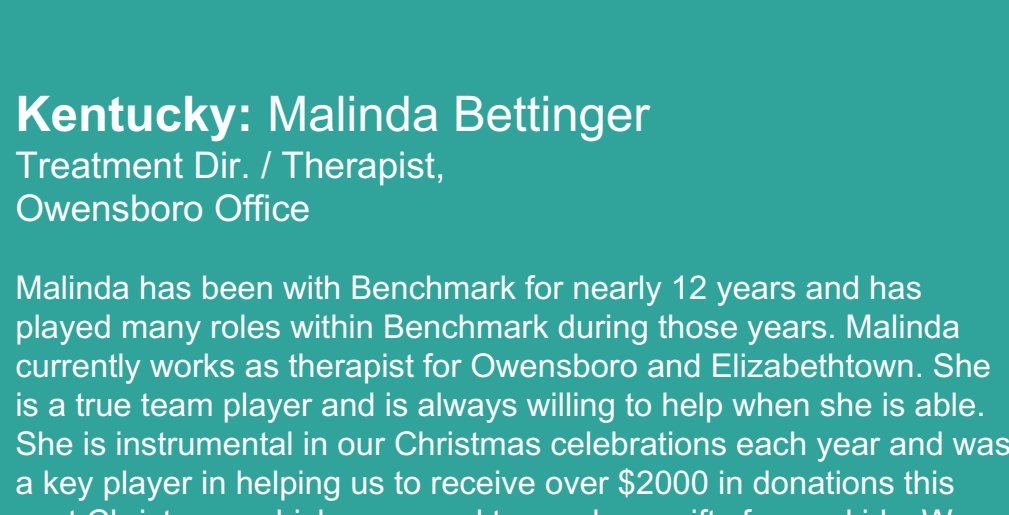 Kentucky: Malinda Bettinger
Treatment Dir. / Therapist,
Owensboro Office
Malinda has been with Benchmark for nearly 12 years and has
played many roles within Benchmark during those years. Malinda
currently works as therapist for Owensboro and Elizabethtown. She
is a true team player and is always willing to help when she is able.
She is instrumental in our Christmas celebrations each year and was
a key player in helping us to receive over $2000 in donations this